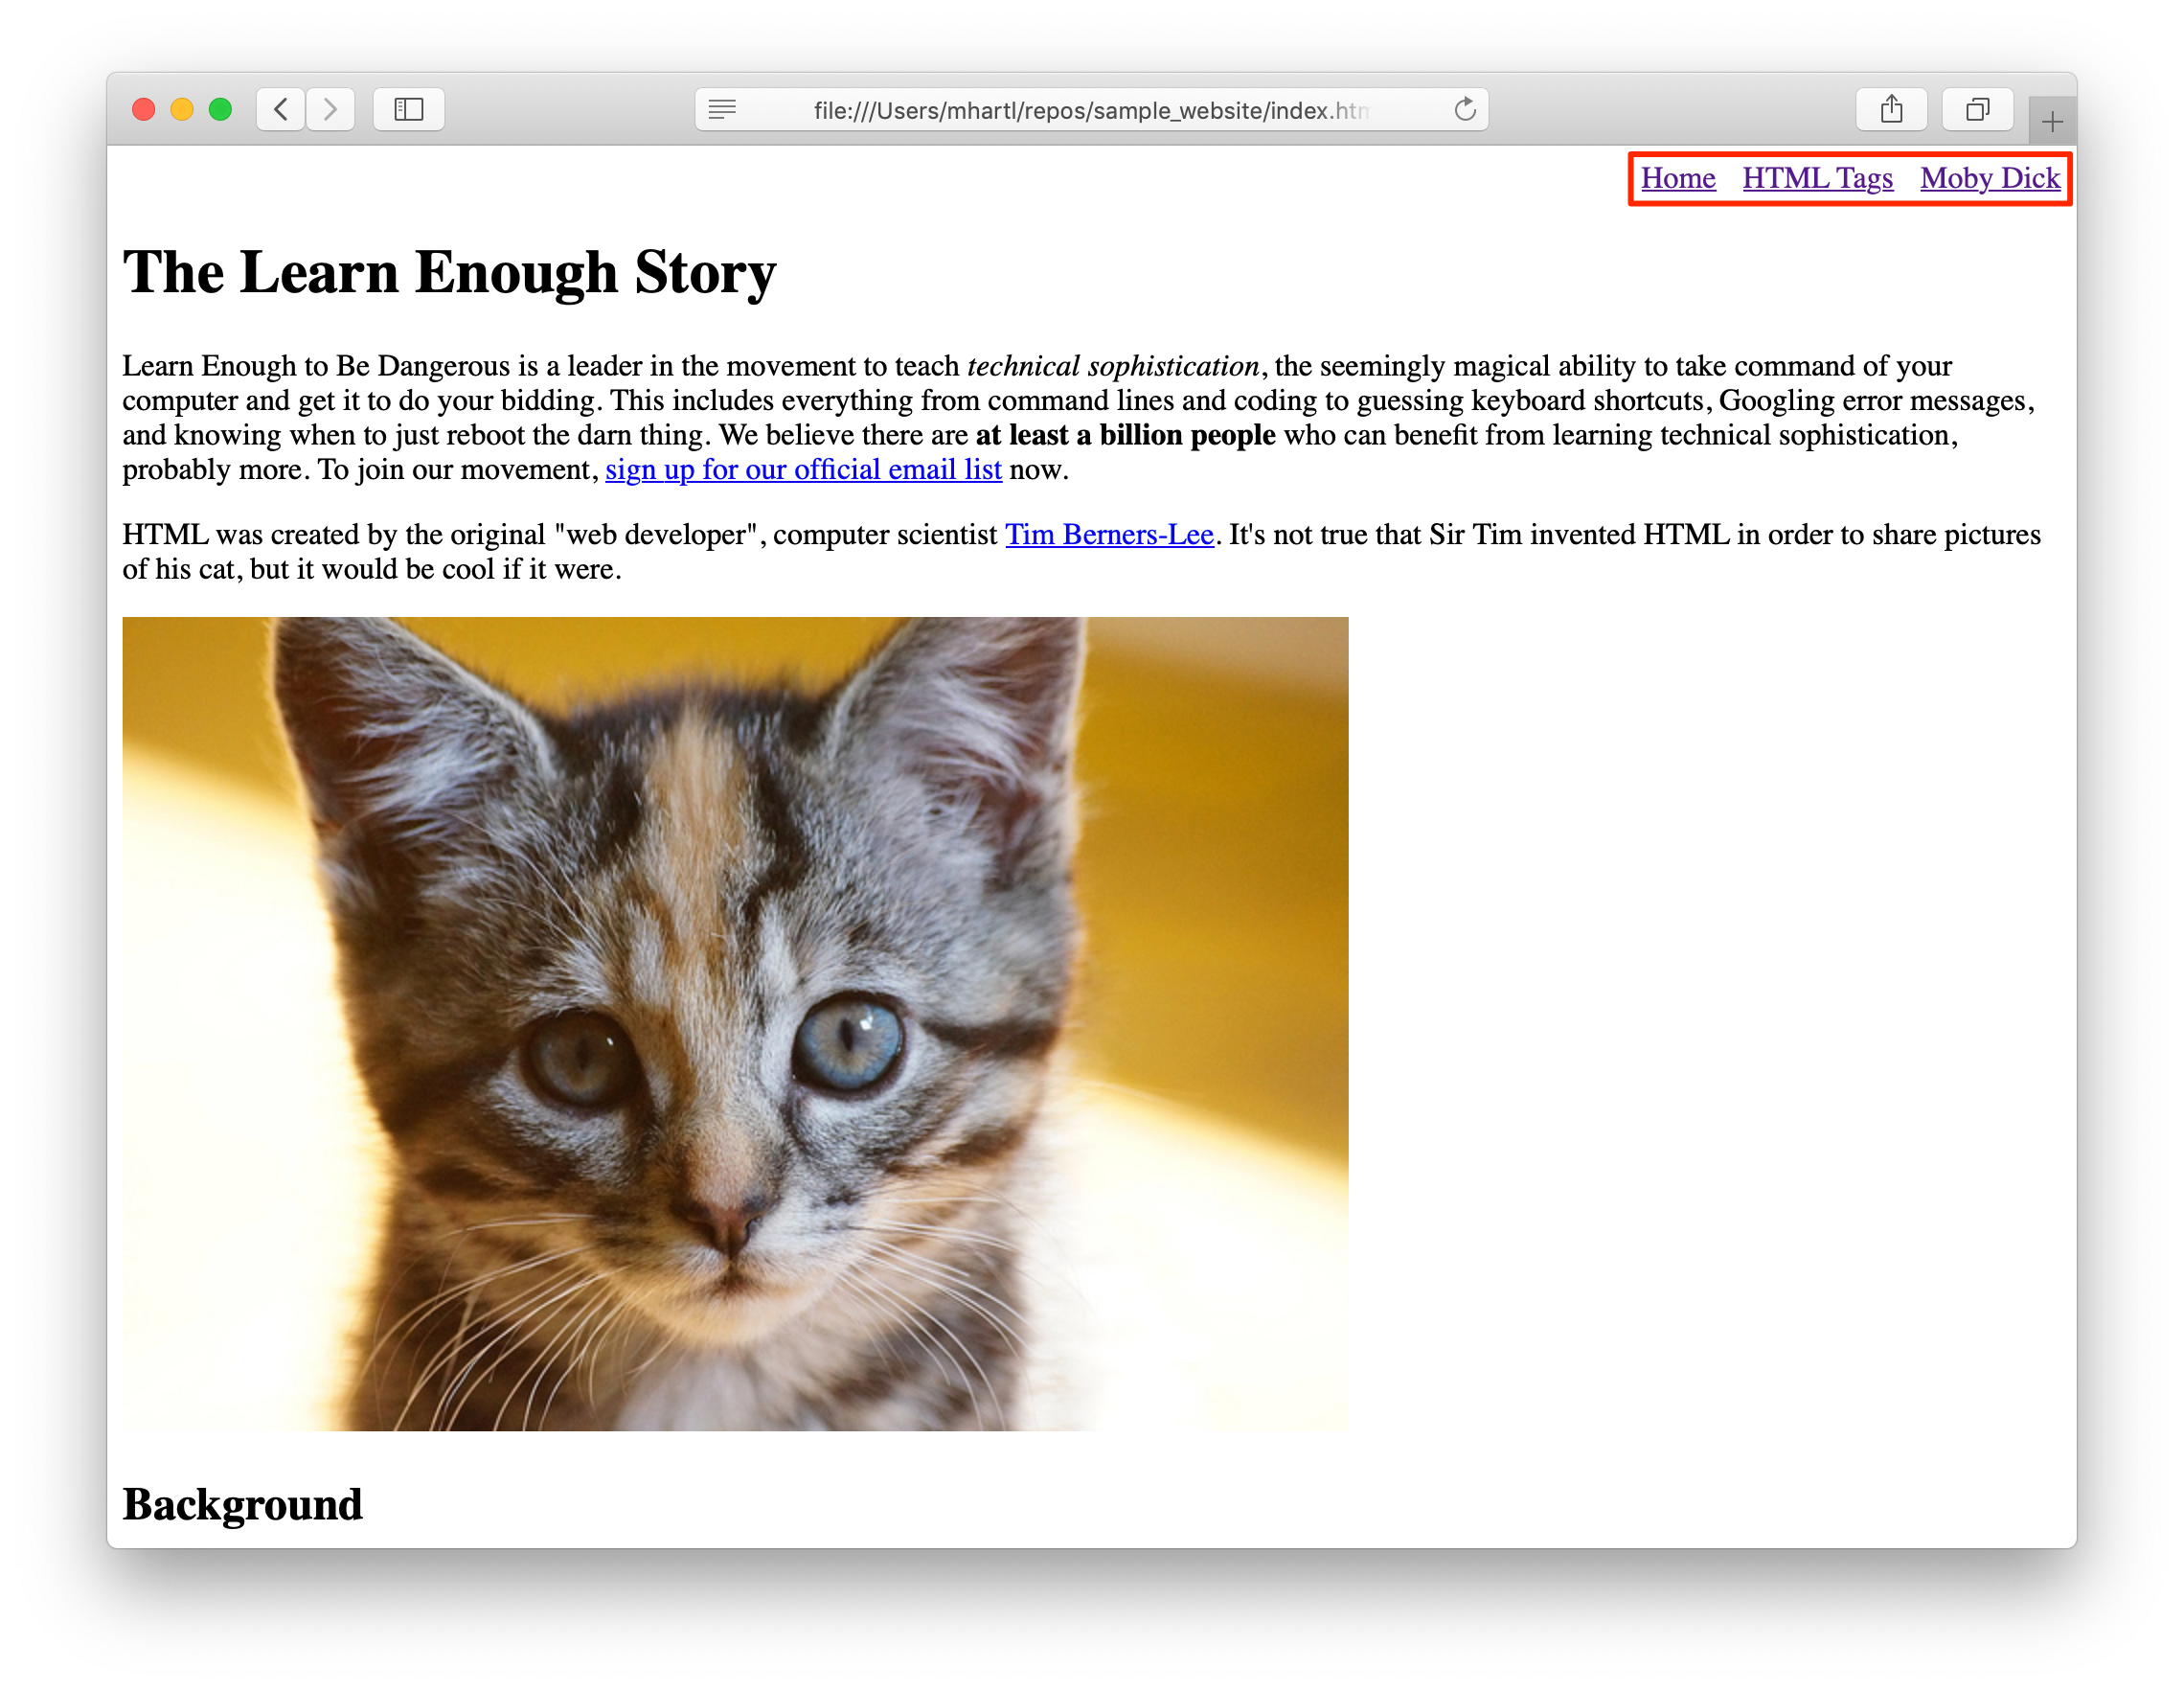 file:///Users/mhartl/repos/sample_website/index.htm
Home HTML Tags Moby Dick
The Learn Enough Story
Learn Enough to Be Dangerous is a leader in the movement to teach technical sophistication, the seemingly magical ability to take command of your
computer and get it to do your bidding. This includes everything from command lines and coding to guessing keyboard shortcuts, Googling error messages,
and knowing when to just reboot the darn thing. We believe there are at least a billion people who can benefit from learning technical sophistication,
probably more. To join our movement, sign up for our official email list now.
HTML was created by the original "web developer", computer scientist Tim Berners-Lee. It's not true that Sir Tim invented HTML in order to share pictures
of his cat, but it would be cool if it were.
Background